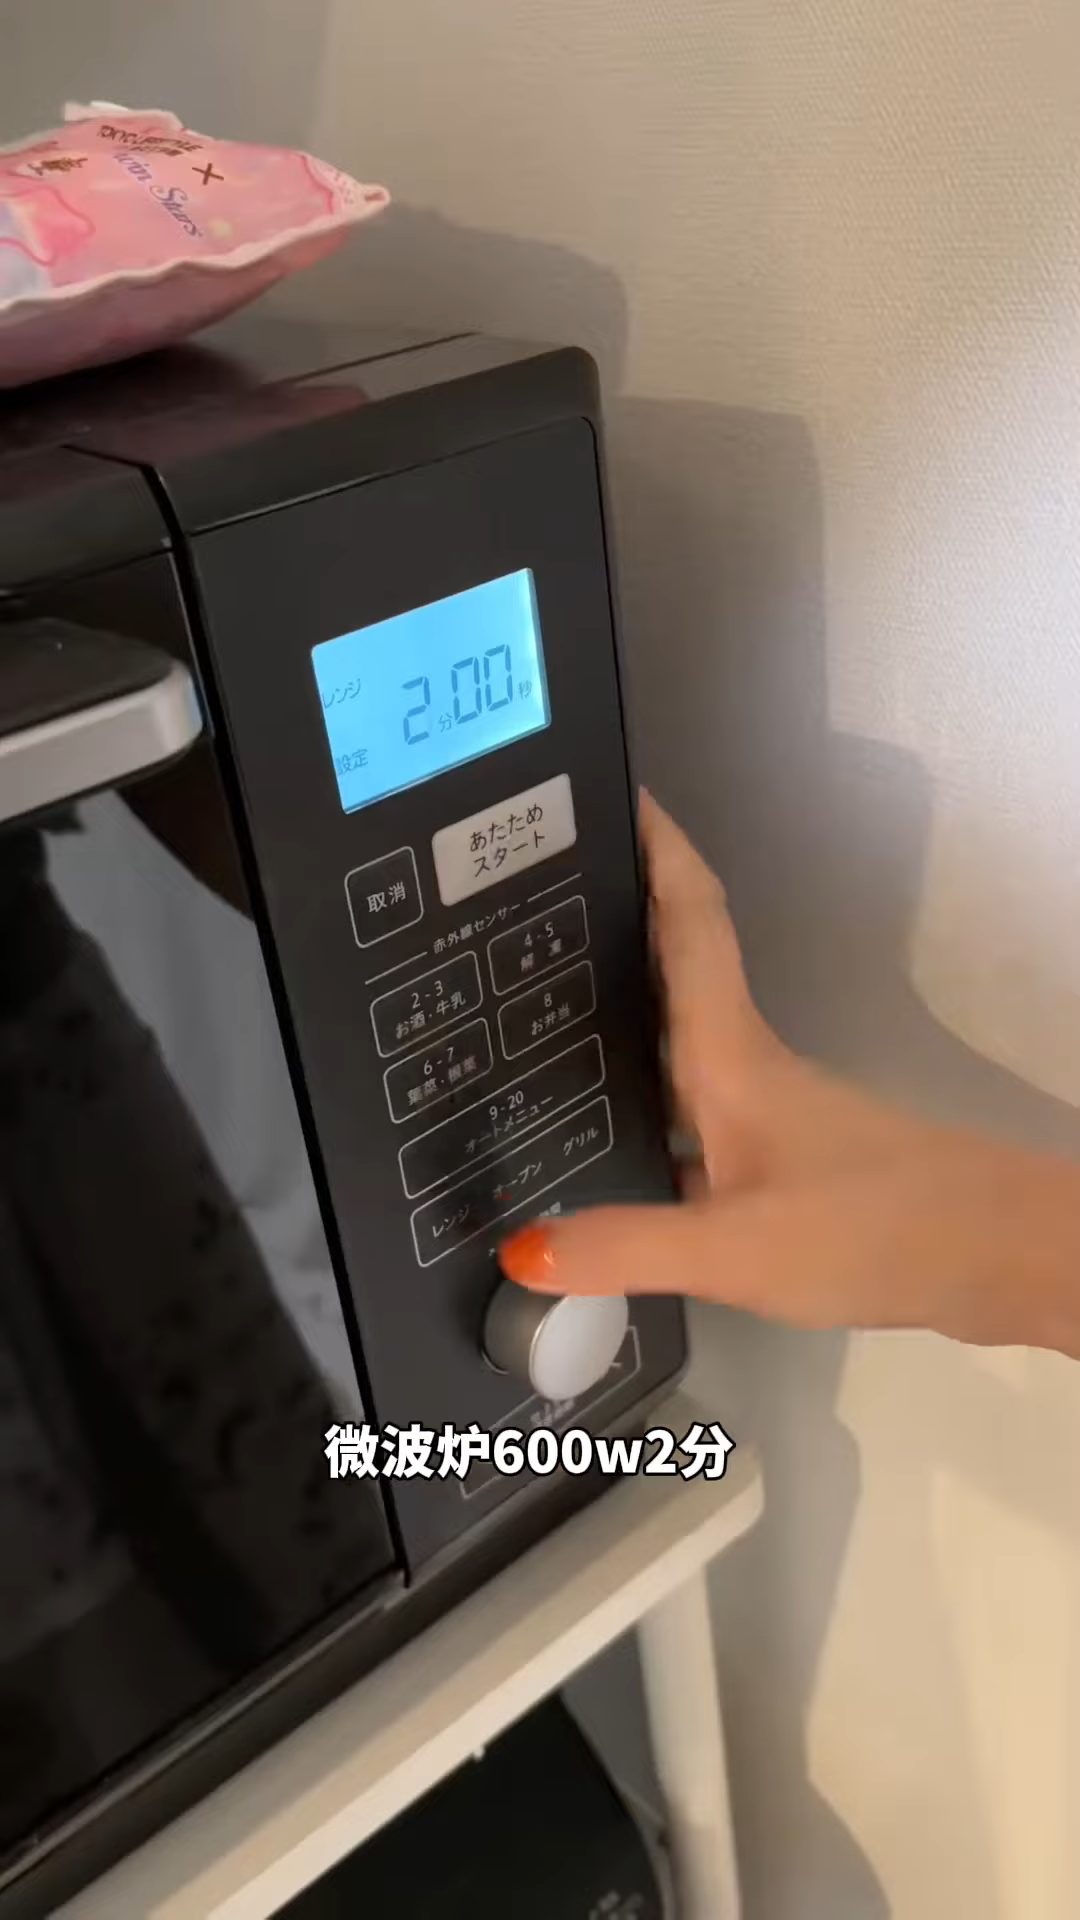 ×
Twin Stars
レンジ
2分00秒
設定
あたため
スタート
取消
赤外線センサー
4-5
解 凍
2-3
お酒・牛乳
8
お弁当
6-7
葉菜・根菜
9-20
オートメニュー
レンジ オーブン グリル
微波炉600w2分